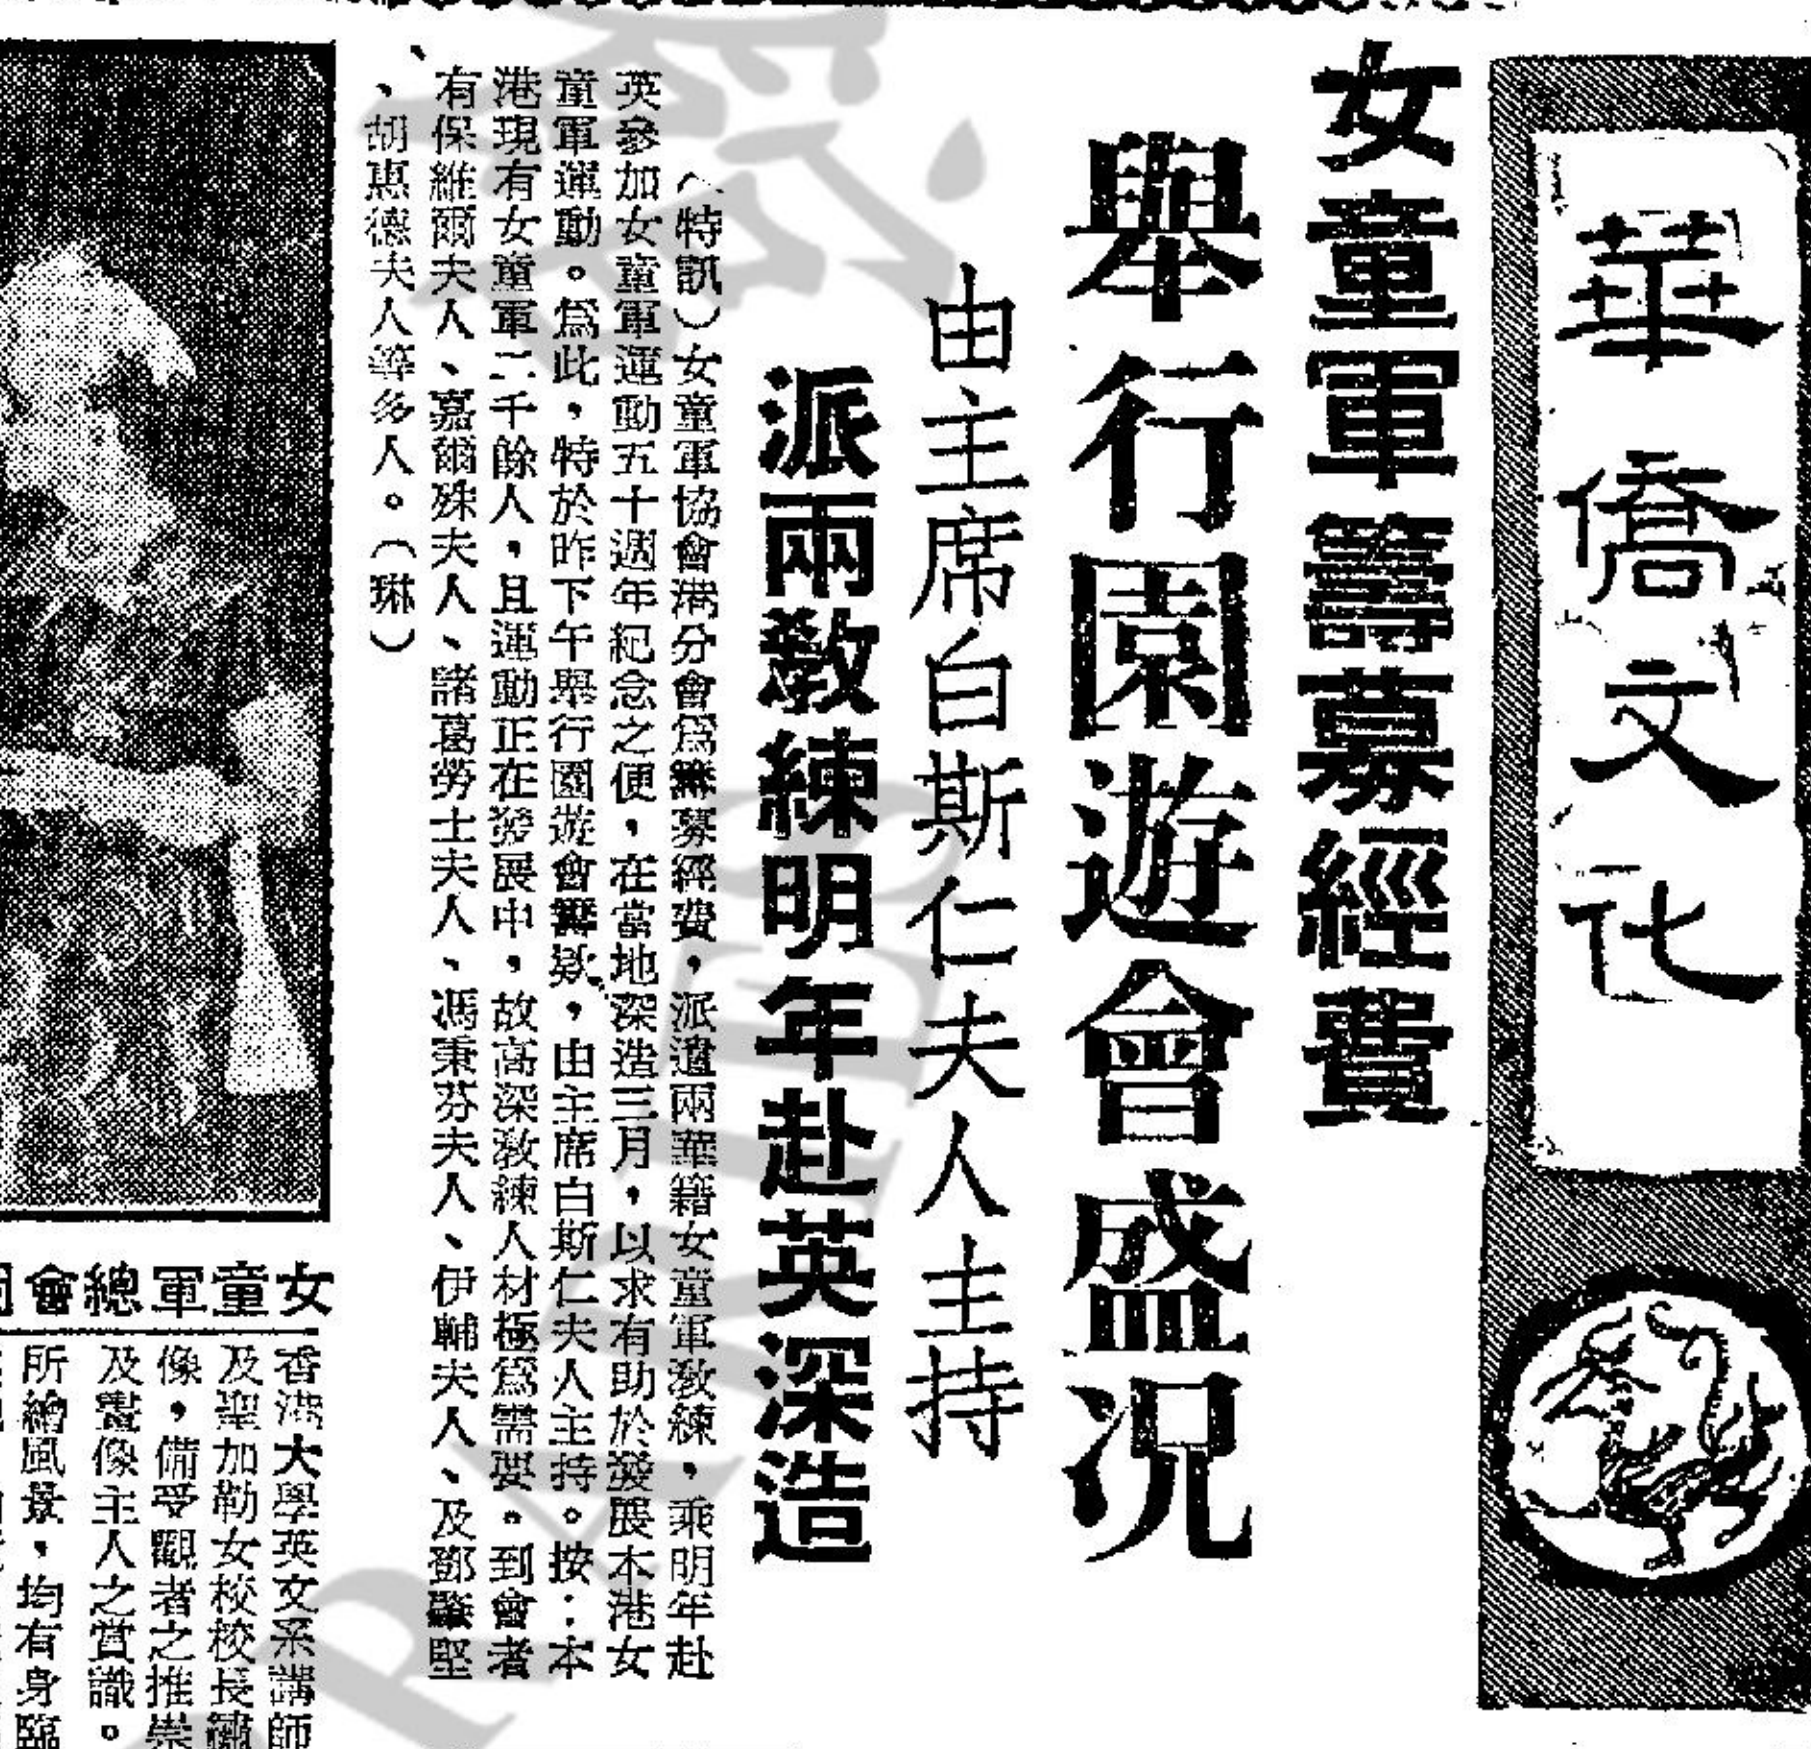 華僑文化
女童軍籌募經費
舉行園遊會盛況
由主席白斯仁夫人主持
派兩教練明年赴英深造
（特訊）女童軍協會港分會爲籌募經費，派遣兩華籍女童軍教練，乘明年赴
英參加女童軍運動五十週年紀念之便，在當地深造三月，以求有助於發展本港女
童軍運動。爲此，特於昨下午舉行園遊會籌款，由主席白斯仁夫人主持。按：本
港現有女童軍二千餘人，且運動正在發展中，故高深教練人材極爲需要。到會者
有保維爾夫人、嘉爾殊夫人、諸葛勞士夫人、馮秉芬夫人、伊輔夫人、及鄧肇堅
、胡惠德夫人等多人。（琳）
女童軍總會
香港大學英文系講師
及聖加勒女校校長繡
像，備受觀者之推崇
及畫像主人之賞識。
所繪風景，均有身臨